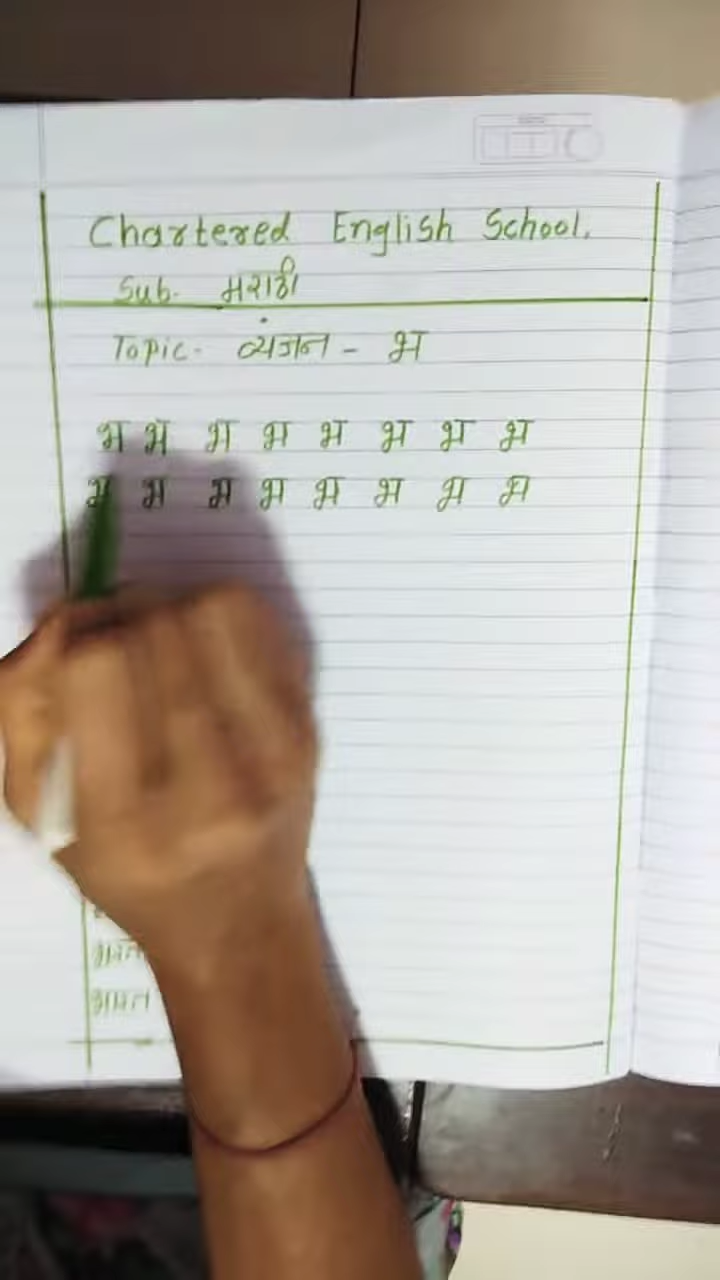 Chartered English School.
Sub. मराठी
Topic- व्यंजन - भ
भ भ भ भ भ भ भ भ
भ भ भ भ भ भ भ भ